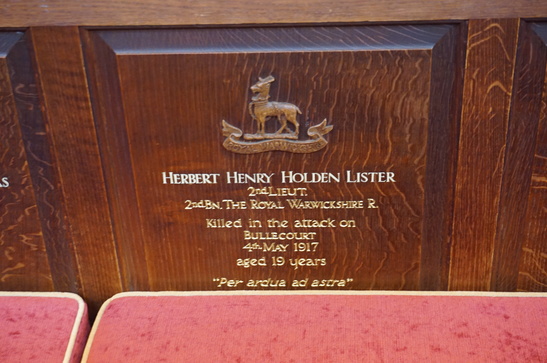 AS
HERBERT HENRY HOLDEN LISTER
2nd LIEUT.
2nd BN. THE ROYAL WARWICKSHIRE R.
Killed in the attack on
BULLECOURT
4th MAY 1917
aged 19 years
"Per ardua ad astra"